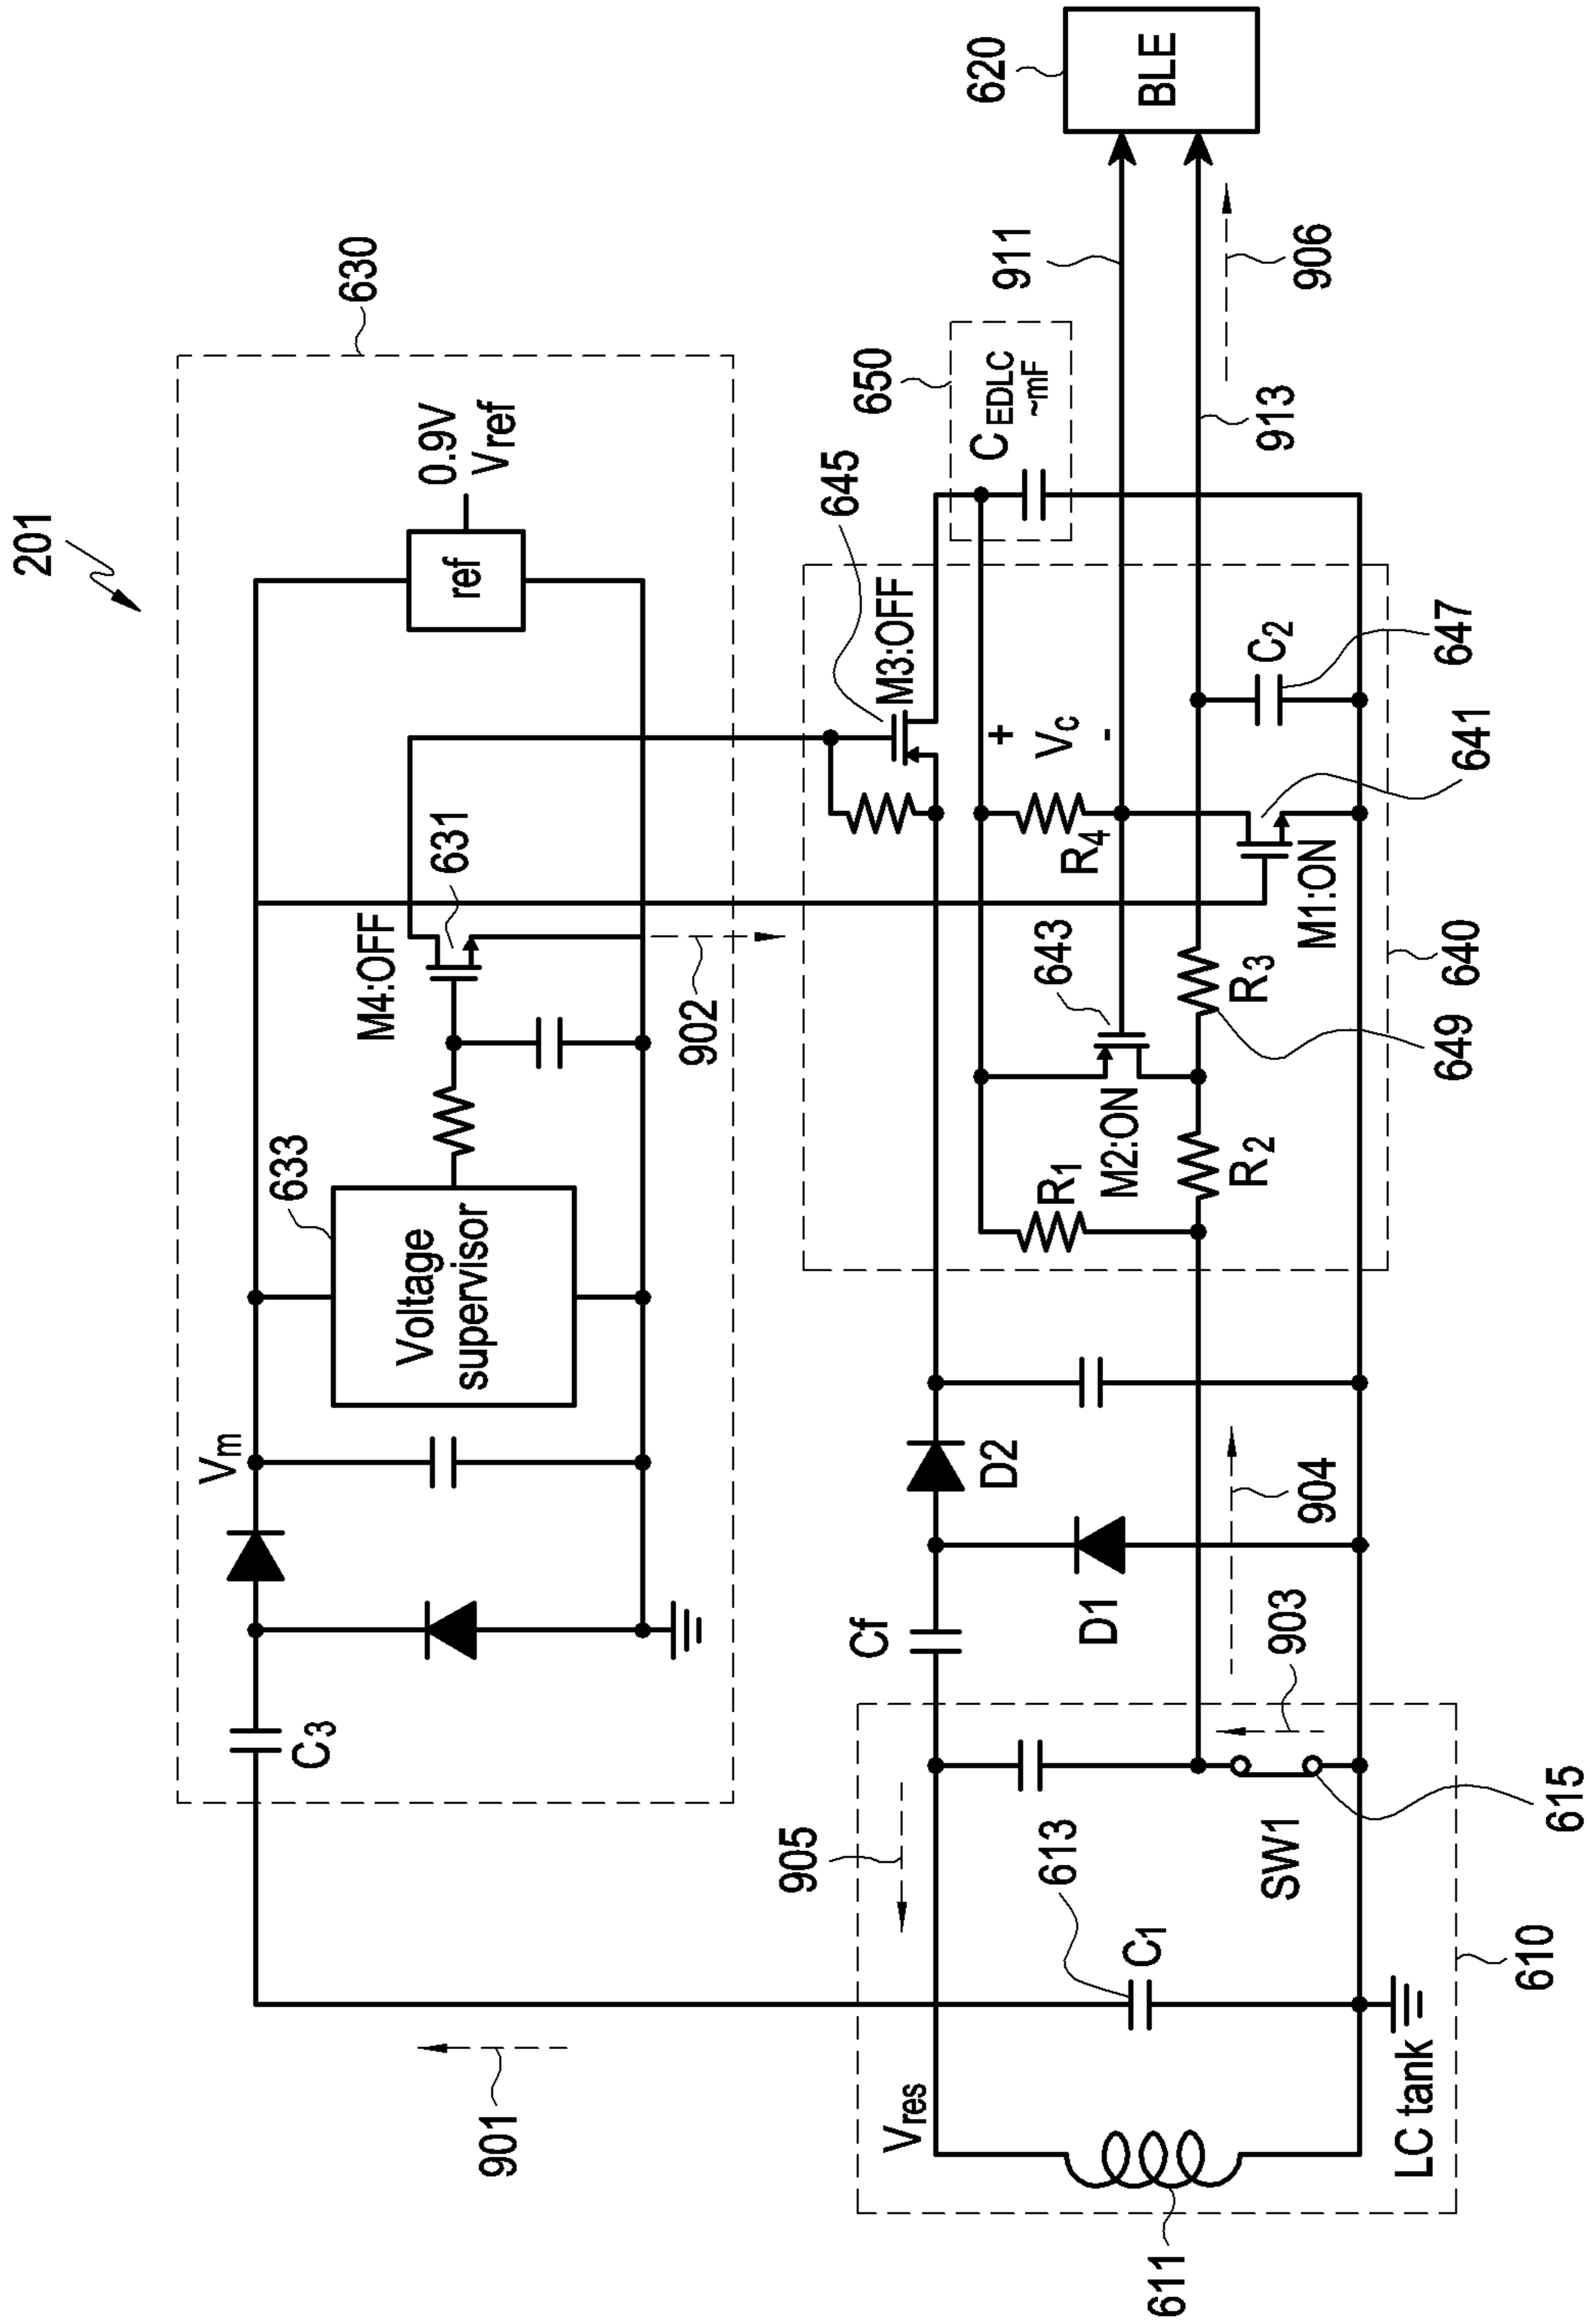 201
630
633
Voltage
supervisor
Vm
C3
M4:OFF
631
ref
0.9V
Vref
902
901
645
M3:OFF
650
CEDLC
~mF
911
913
906
620
BLE
R1
M2:ON
643
R4
+
Vc
-
R2
R3
649
M1:ON
641
C2
647
640
D2
D1
Cf
904
903
905
613
C1
SW1
615
610
Vres
LC tank
611